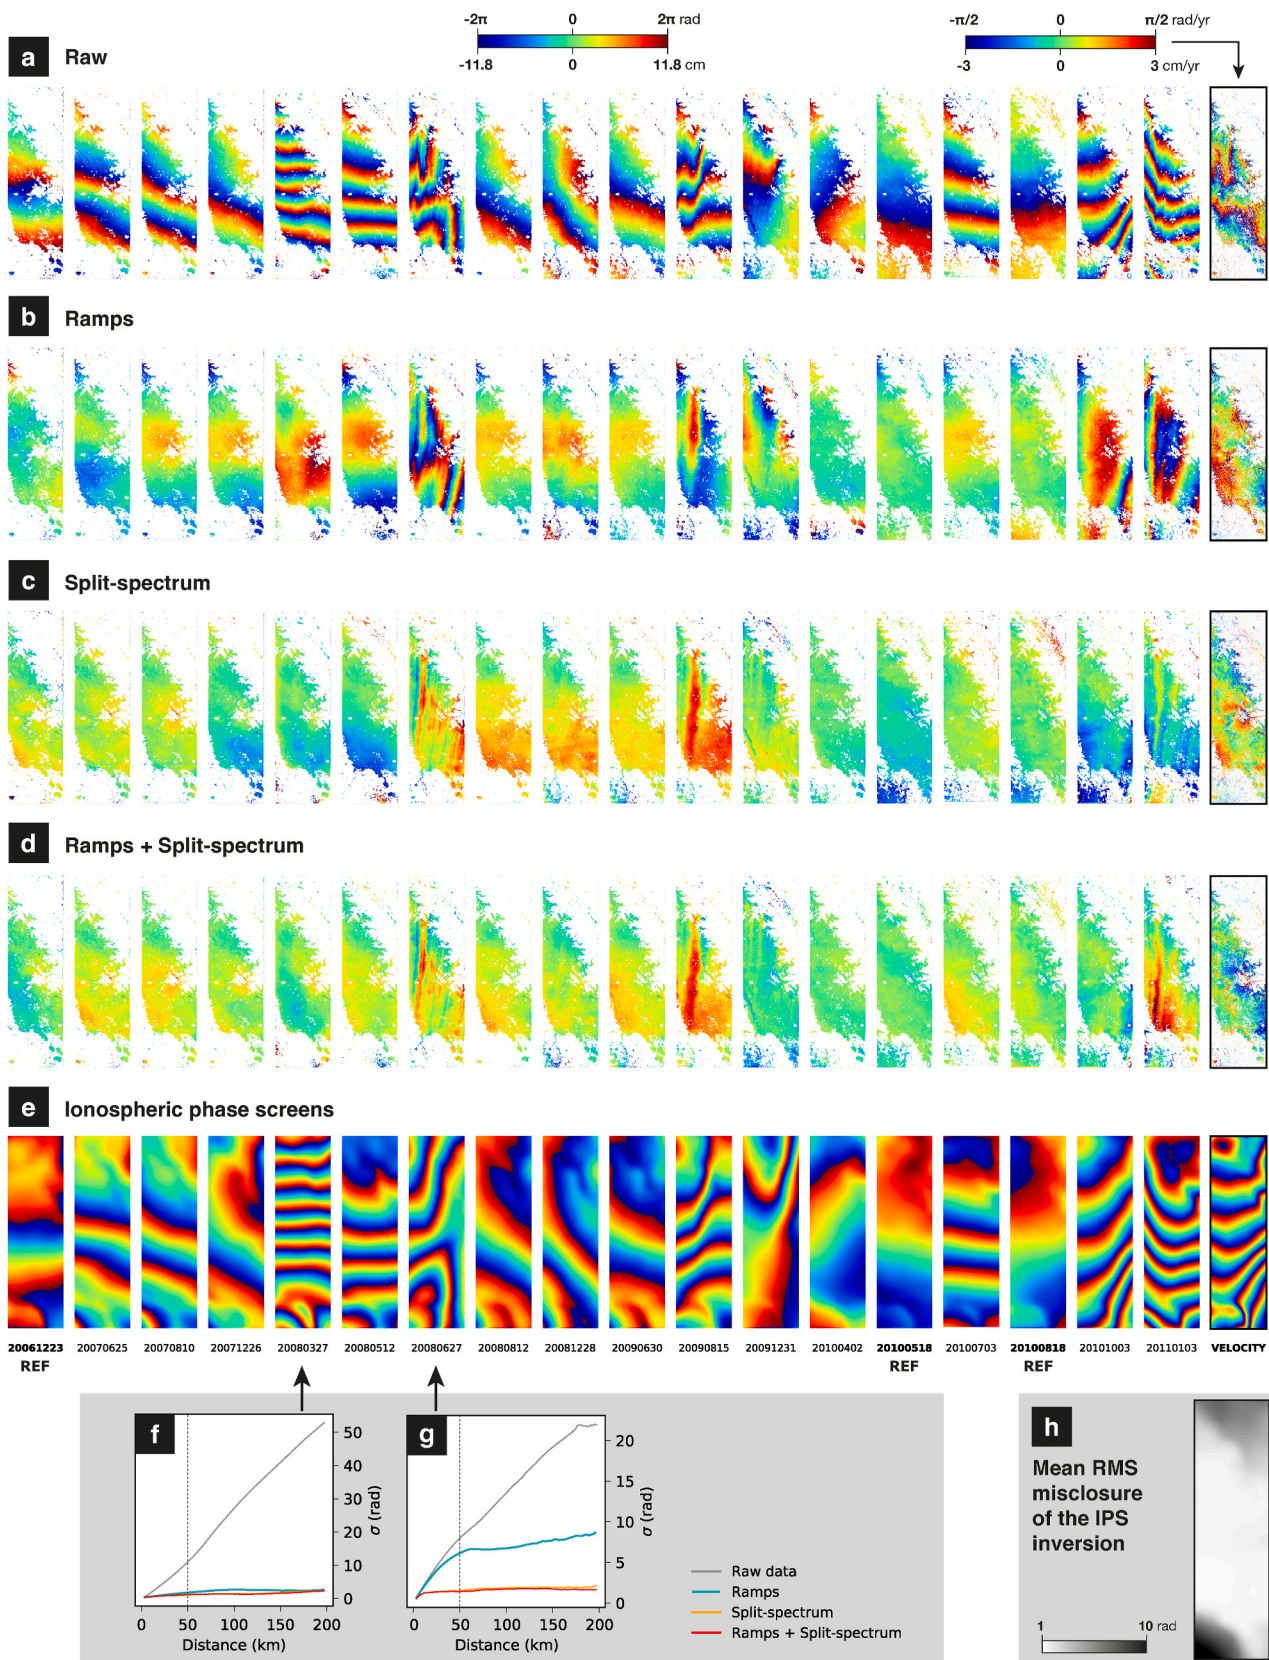 -2π 0 2π rad
-11.8 0 11.8 cm
-π/2 0 π/2 rad/yr
-3 0 3 cm/yr
a Raw
b Ramps
c Split-spectrum
d Ramps + Split-spectrum
e Ionospheric phase screens
20061223 20070625 20070810 20071226 20080327 20080512 20080627 20080812 20081228 20090630 20090815 20091231 20100402 20100518 20100703 20100818 20101003 20110103 VELOCITY
REF REF REF
f
50
40
30
20
10
0
σ (rad)
0 50 100 150 200
Distance (km)
g
20
15
10
5
0
σ (rad)
0 50 100 150 200
Distance (km)
Raw data
Ramps
Split-spectrum
Ramps + Split-spectrum
h
Mean RMS
misclosure
of the IPS
inversion
1 10 rad